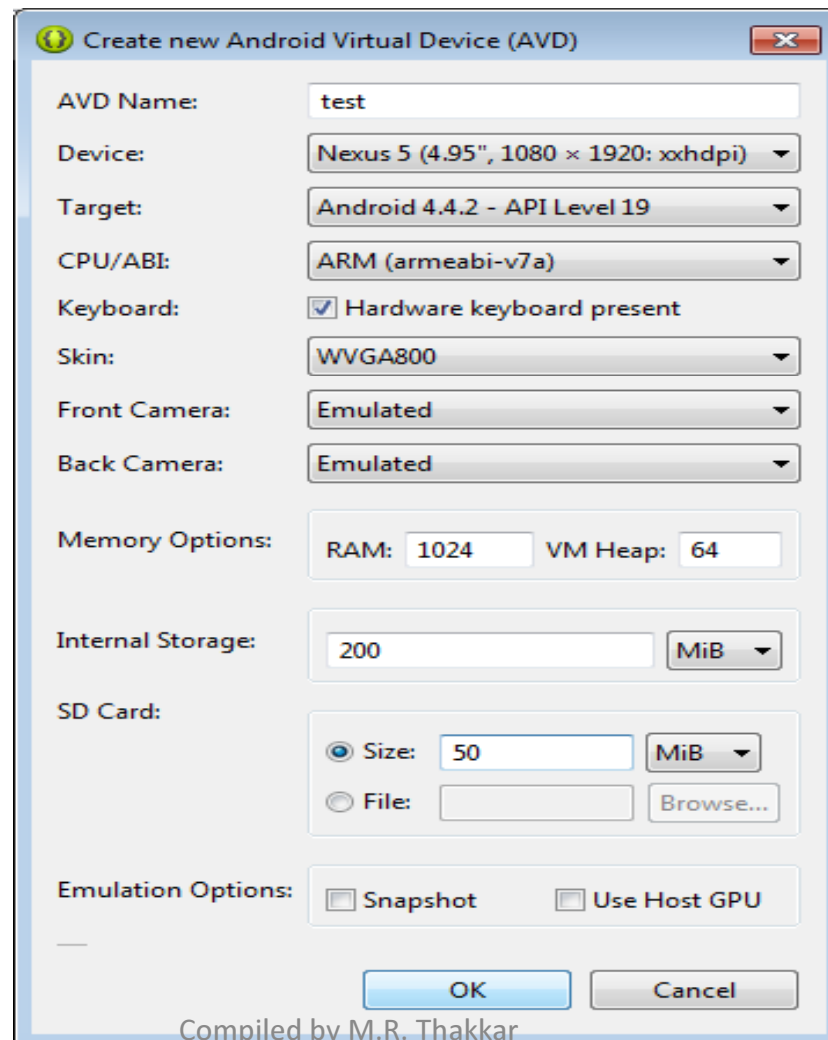 Create new Android Virtual Device (AVD)
AVD Name: test
Device: Nexus 5 (4.95", 1080 × 1920: xxhdpi)
Target: Android 4.4.2 - API Level 19
CPU/ABI: ARM (armeabi-v7a)
Keyboard: Hardware keyboard present
Skin: WVGA800
Front Camera: Emulated
Back Camera: Emulated
Memory Options: RAM: 1024 VM Heap: 64
Internal Storage: 200 MiB
SD Card:
Size: 50 MiB
File: Browse...
Emulation Options: Snapshot Use Host GPU
OK Cancel
Compiled by M.R. Thakkar